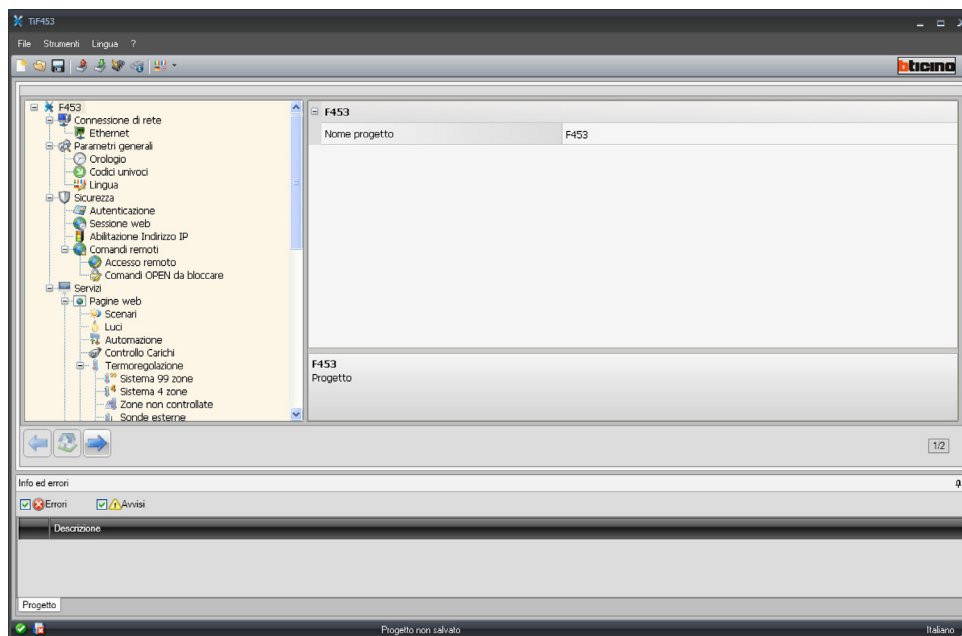 TiF453
File Strumenti Lingua ?
bticino
F453
Connessione di rete
Ethernet
Parametri generali
Orologio
Codici univoci
Lingua
Sicurezza
Autenticazione
Sessione web
Abilitazione Indirizzo IP
Comandi remoti
Accesso remoto
Comandi OPEN da bloccare
Servizi
Pagine web
Scenari
Luci
Automazione
Controllo Carichi
Termoregolazione
Sistema 99 zone
Sistema 4 zone
Zone non controllate
Sonde esterne
F453
Nome progetto F453
F453
Progetto
1/2
Info ed errori
Errori Avvisi
Descrizione
Progetto
Progetto non salvato Italiano